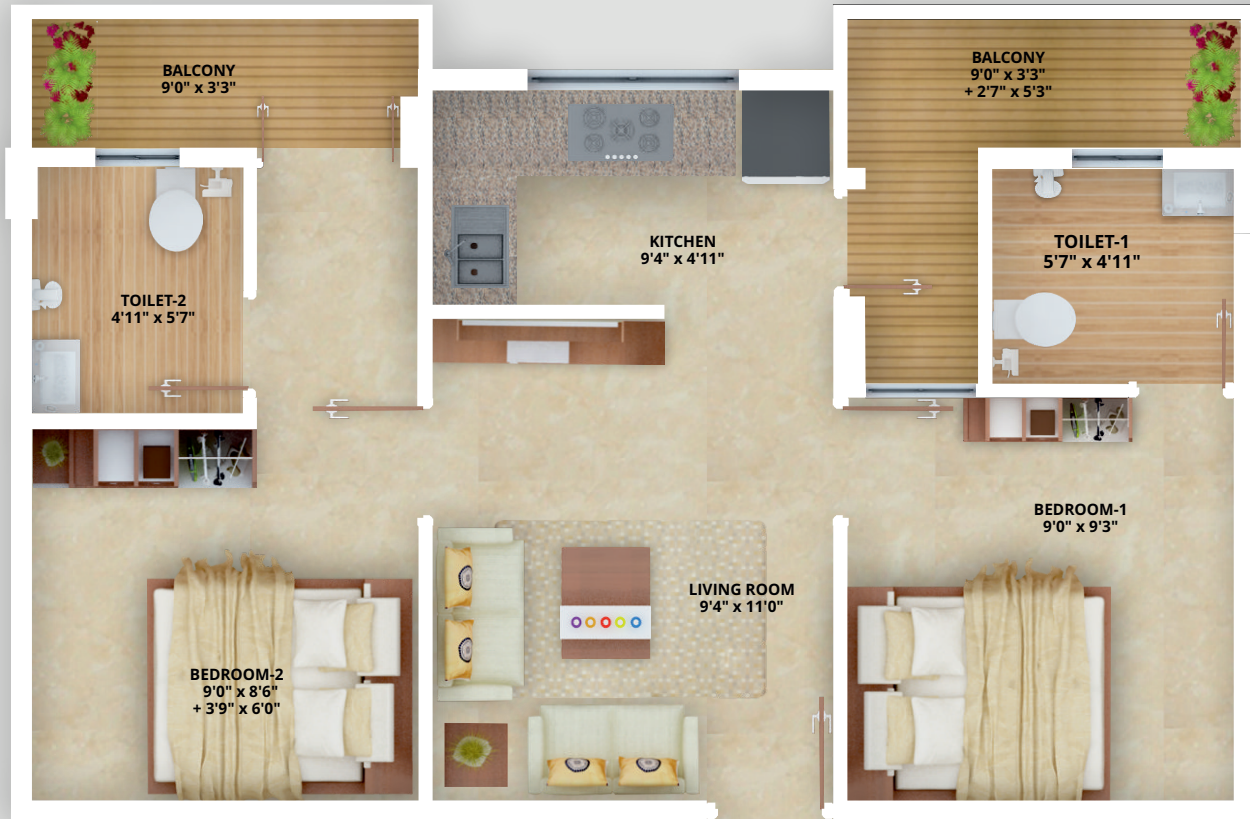 BALCONY
9'0" x 3'3"
BALCONY
9'0" x 3'3"
+ 2'7" x 5'3"
KITCHEN
9'4" x 4'11"
TOILET-1
5'7" x 4'11"
TOILET-2
4'11" x 5'7"
BEDROOM-1
9'0" x 9'3"
LIVING ROOM
9'4" x 11'0"
BEDROOM-2
9'0" x 8'6"
+ 3'9" x 6'0"